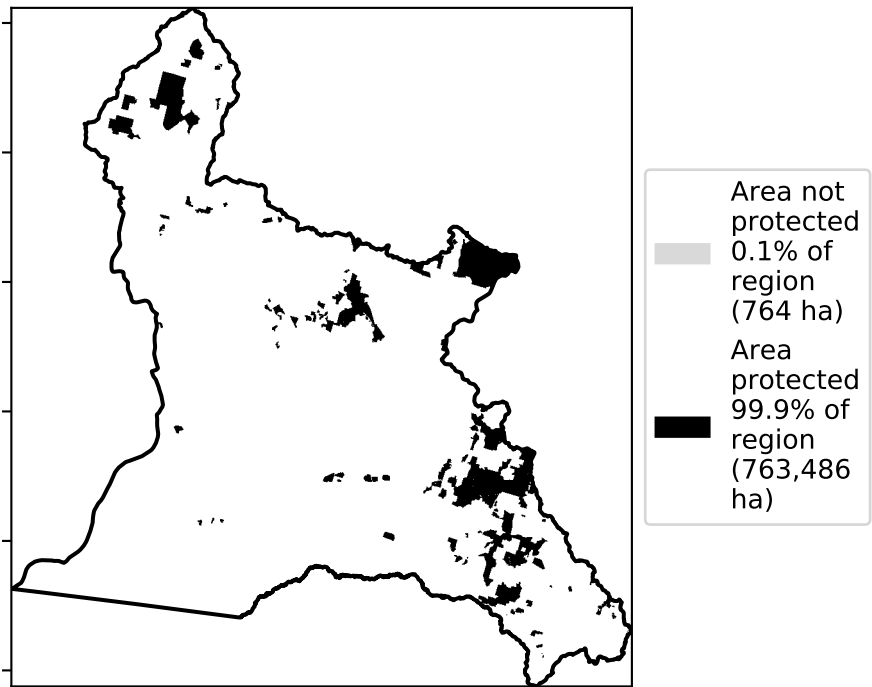 Area not
protected
0.1% of
region
(764 ha)
Area
protected
99.9% of
region
(763,486
ha)